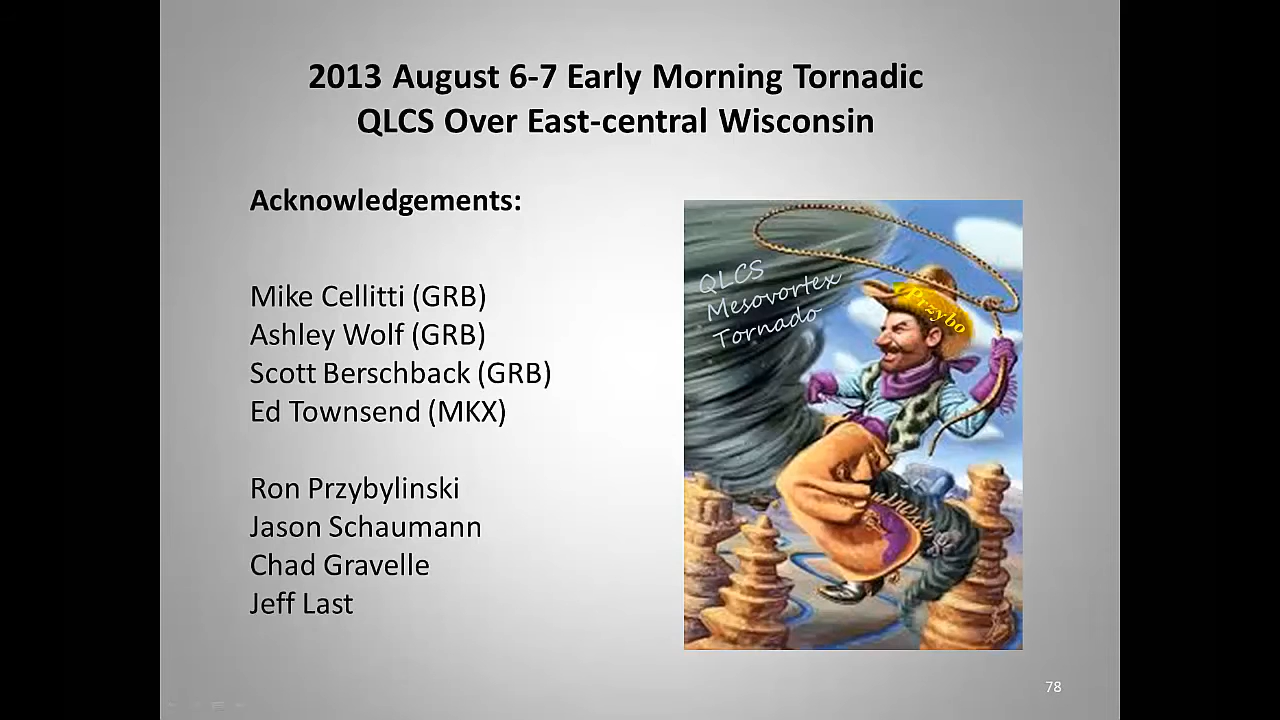 2013 August 6-7 Early Morning Tornadic
QLCS Over East-central Wisconsin
Acknowledgements:
Mike Cellitti (GRB)
Ashley Wolf (GRB)
Scott Berschback (GRB)
Ed Townsend (MKX)
Ron Przybylinski
Jason Schaumann
Chad Gravelle
Jeff Last
QLCS
Mesovortex
Tornado
Przybo
78